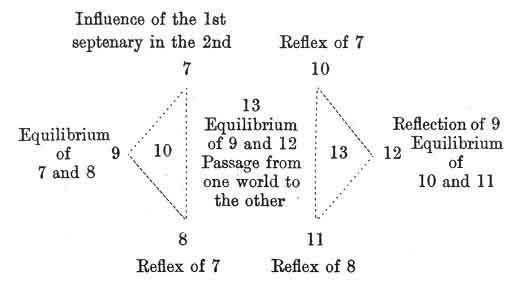 Influence of the 1st
septenary in the 2nd
7
Reflex of 7
10
Equilibrium
of
7 and 8
9
10
13
Equilibrium
of 9 and 12
Passage from
one world to
the other
13
12
Reflection of 9
Equilibrium
of
10 and 11
8
Reflex of 7
11
Reflex of 8